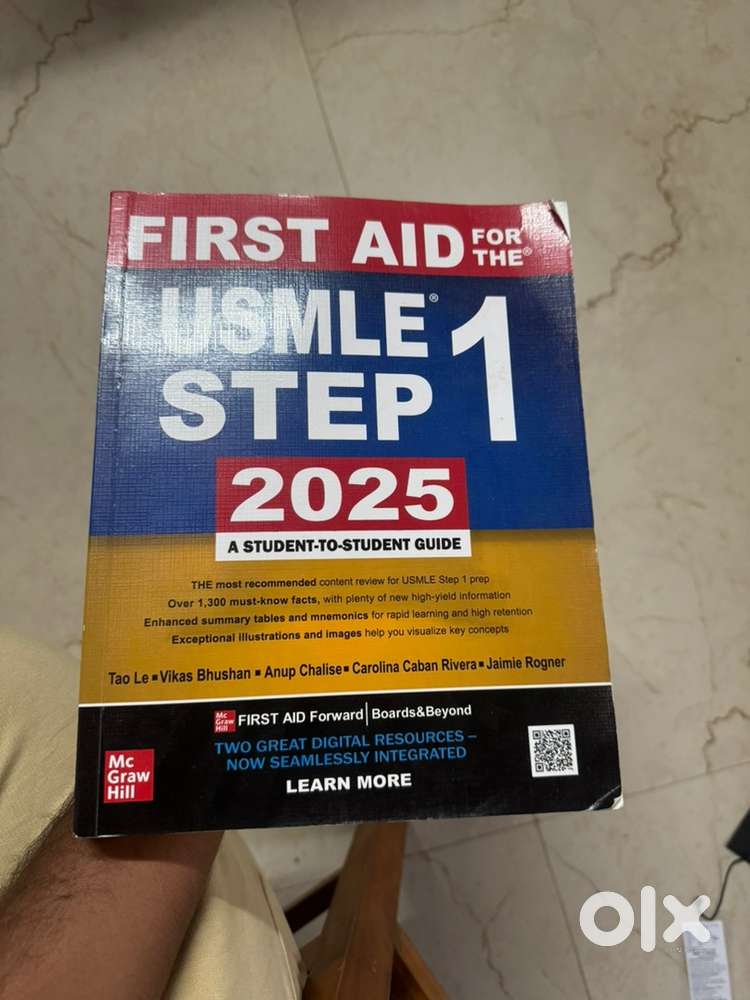 FIRST AID FOR THE®
USMLE® STEP 1
2025
A STUDENT-TO-STUDENT GUIDE
THE most recommended content review for USMLE Step 1 prep
Over 1,300 must-know facts, with plenty of new high-yield information
Enhanced summary tables and mnemonics for rapid learning and high retention
Exceptional illustrations and images help you visualize key concepts
Tao Le ▪ Vikas Bhushan ▪ Anup Chalise ▪ Carolina Caban Rivera ▪ Jaimie Rogner
Mc Graw Hill FIRST AID Forward | Boards&Beyond
TWO GREAT DIGITAL RESOURCES –
NOW SEAMLESSLY INTEGRATED
LEARN MORE
Mc
Graw
Hill
olx